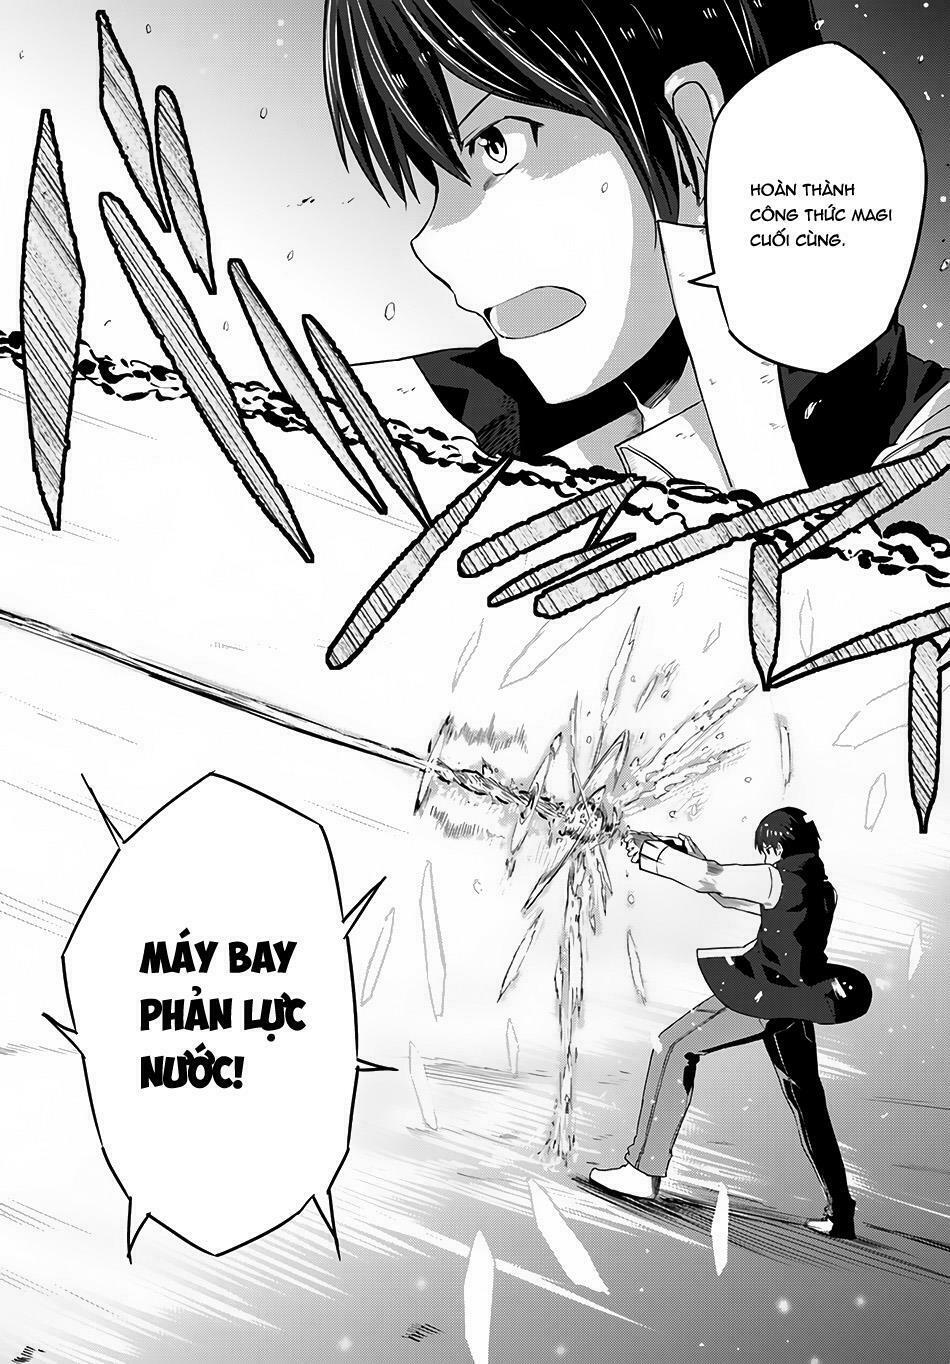 HOÀN THÀNH
CÔNG THỨC MAGI
CUỐI CÙNG.
MÁY BAY
PHẢN LỰC
NƯỚC!